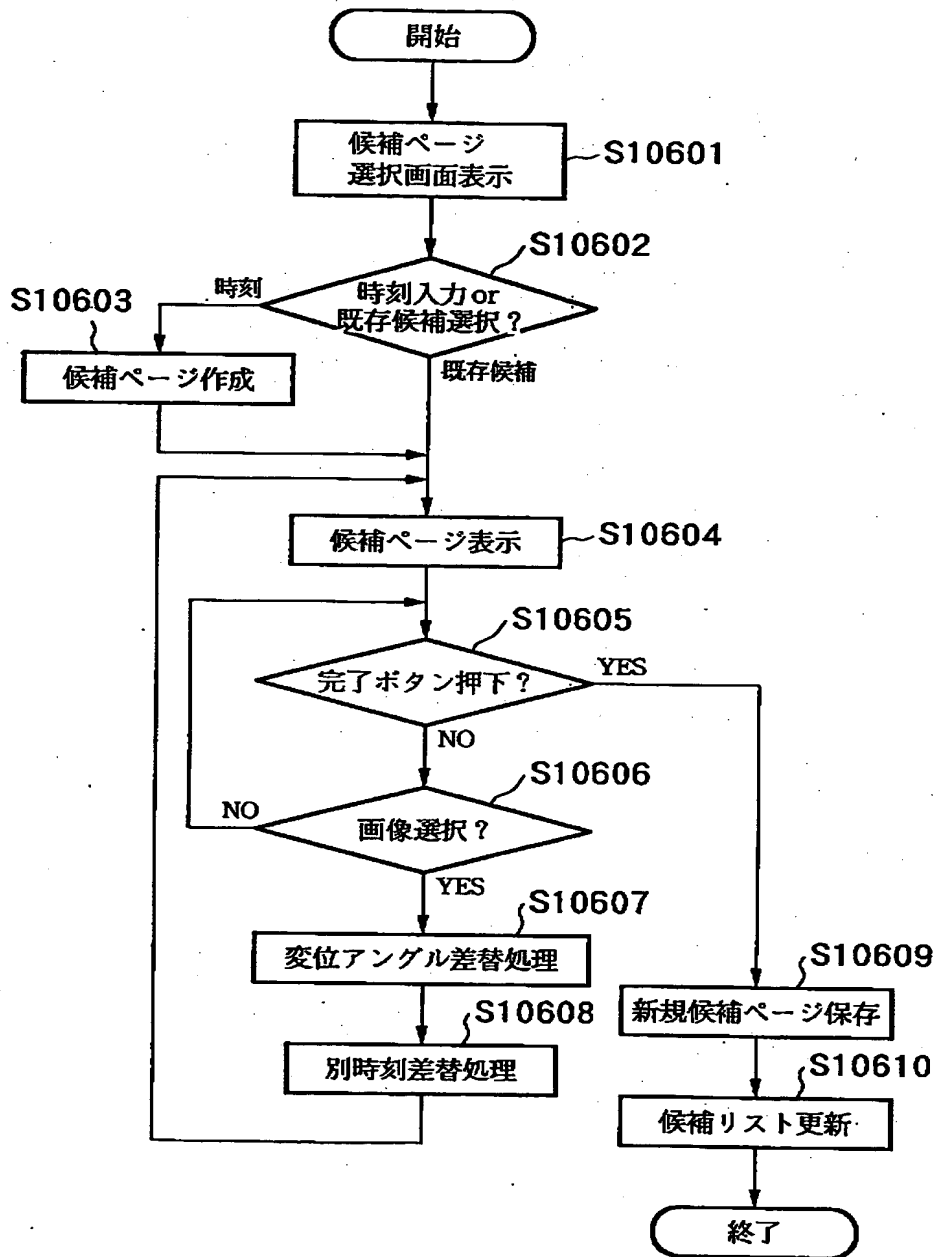 開始
候補ページ
選択画面表示
S10601
S10602
時刻
時刻入力or
既存候補選択？
S10603
候補ページ作成
既存候補
候補ページ表示
S10604
S10605
完了ボタン押下？
YES
NO
S10606
NO
画像選択？
YES
S10607
変位アングル差替処理
S10608
別時刻差替処理
S10609
新規候補ページ保存
S10610
候補リスト更新
終了